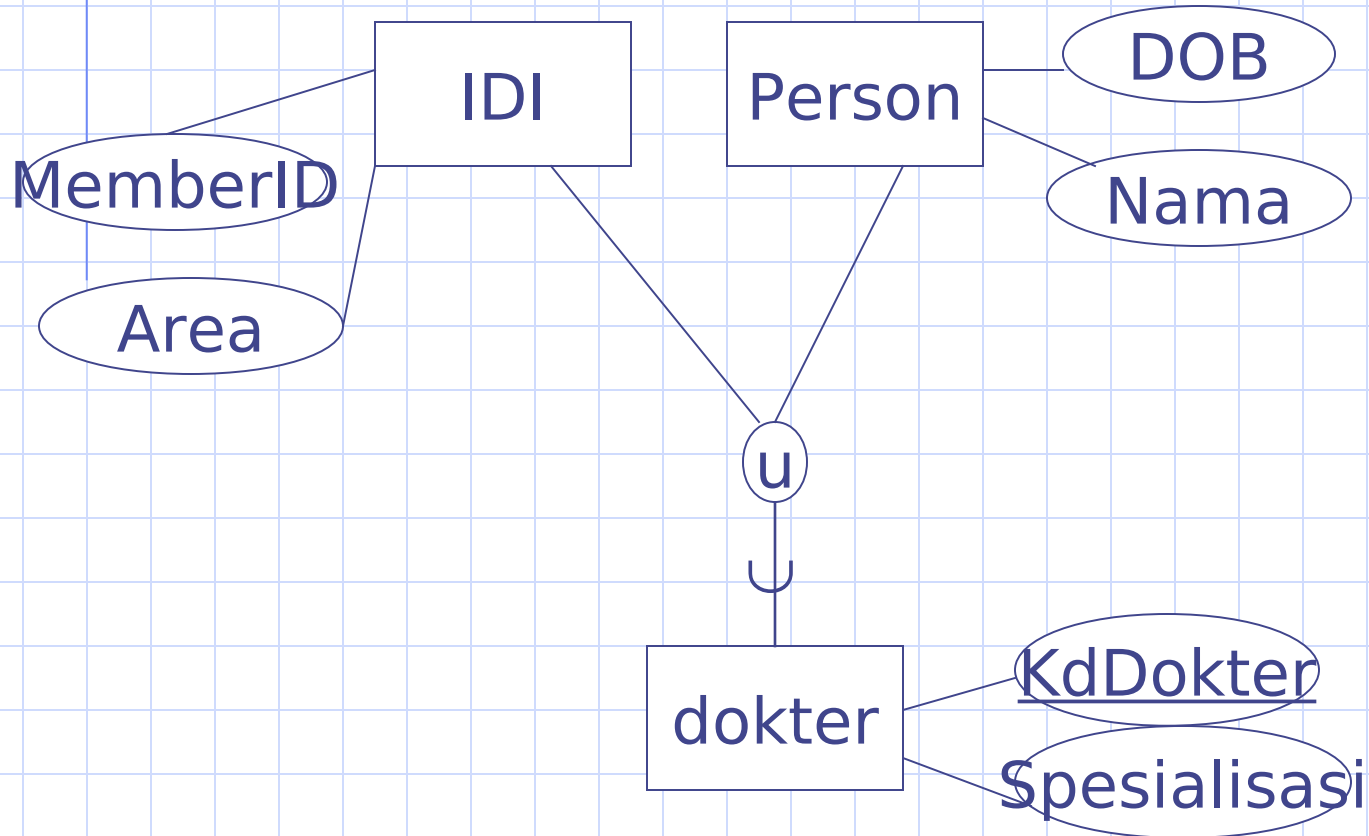 IDI
Person
DOB
MemberID
Nama
Area
u
KdDokter
dokter
Spesialisasi